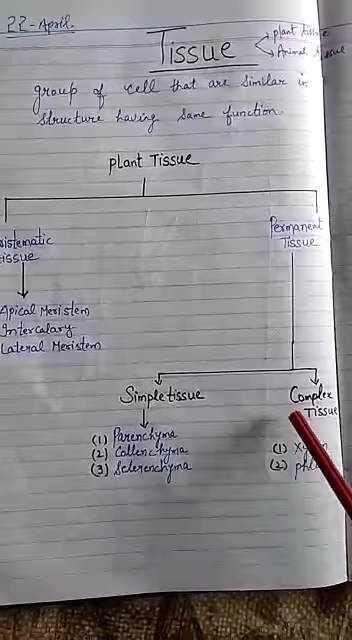 22-April.
Tissue
plant tissue
Animal tissue
group of cell that are similar in
structure having same function.
plant Tissue
Permanent
Tissue
Apical Meristem
Intercalary
Lateral Meristem
Simple tissue
Complex
Tissue
(1) Parenchyma
(2) Collenchyma
(3) Sclerenchyma
(1)
(2)